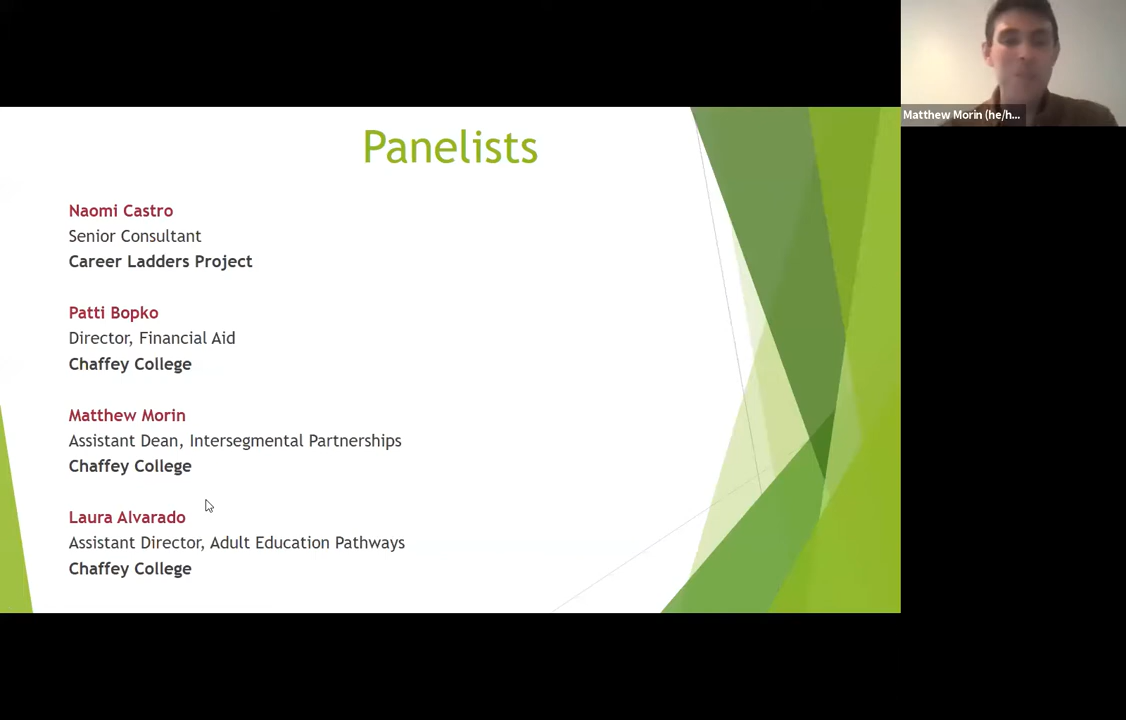 Panelists
Naomi Castro
Senior Consultant
Career Ladders Project
Patti Bopko
Director, Financial Aid
Chaffey College
Matthew Morin
Assistant Dean, Intersegmental Partnerships
Chaffey College
Laura Alvarado
Assistant Director, Adult Education Pathways
Chaffey College
Matthew Morin (he/h...